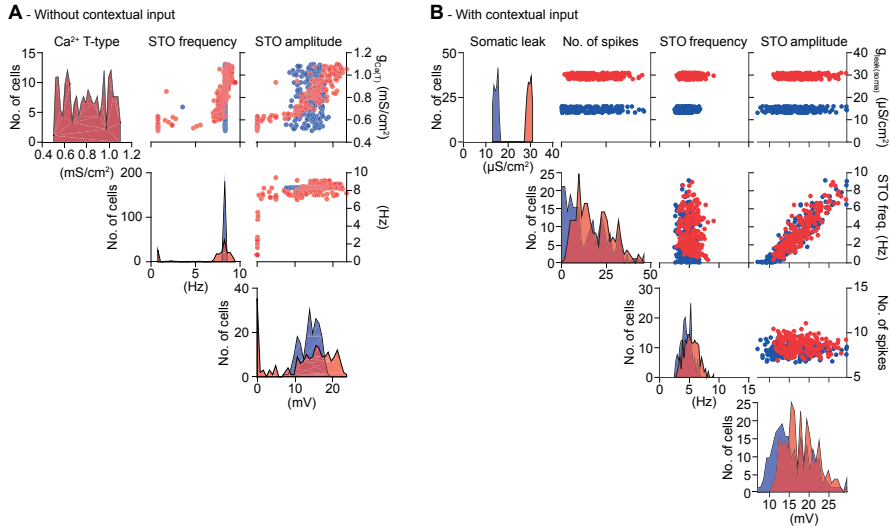 A - Without contextual input
Ca²⁺ T-type
STO frequency
STO amplitude
No. of cells
15
10
5
0
0.4 0.6 0.8 1.0 1.2
(mS/cm²)
1.2
1.0
0.8
0.6
0.4
gCa(T)
(mS/cm²)
No. of cells
200
100
0
0 5 10
(Hz)
10
8
6
4
2
0
(Hz)
No. of cells
40
20
0
0 10 20
(mV)
B - With contextual input
Somatic leak
No. of spikes
STO frequency
STO amplitude
No. of cells
50
25
0
0 10 20 30 40
(µS/cm²)
40
30
20
10
0
gleak(soma)
(µS/cm²)
No. of cells
25
20
15
10
5
0
0 25 50
10
8
6
4
2
0
STO freq. (Hz)
No. of cells
40
30
20
10
0
0 5 10 15
(Hz)
15
10
5
No. of spikes
No. of cells
25
20
15
10
5
0
10 15 20 25
(mV)